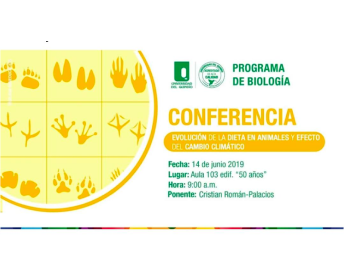 UNIVERSIDAD
DEL QUINDÍO
PROGRAMA
DE BIOLOGÍA
CONFERENCIA
EVOLUCIÓN DE LA DIETA EN ANIMALES Y EFECTO
DEL CAMBIO CLIMÁTICO
Fecha: 14 de junio 2019
Lugar: Aula 103 edif. “50 años”
Hora: 9:00 a.m.
Ponente: Cristian Román-Palacios